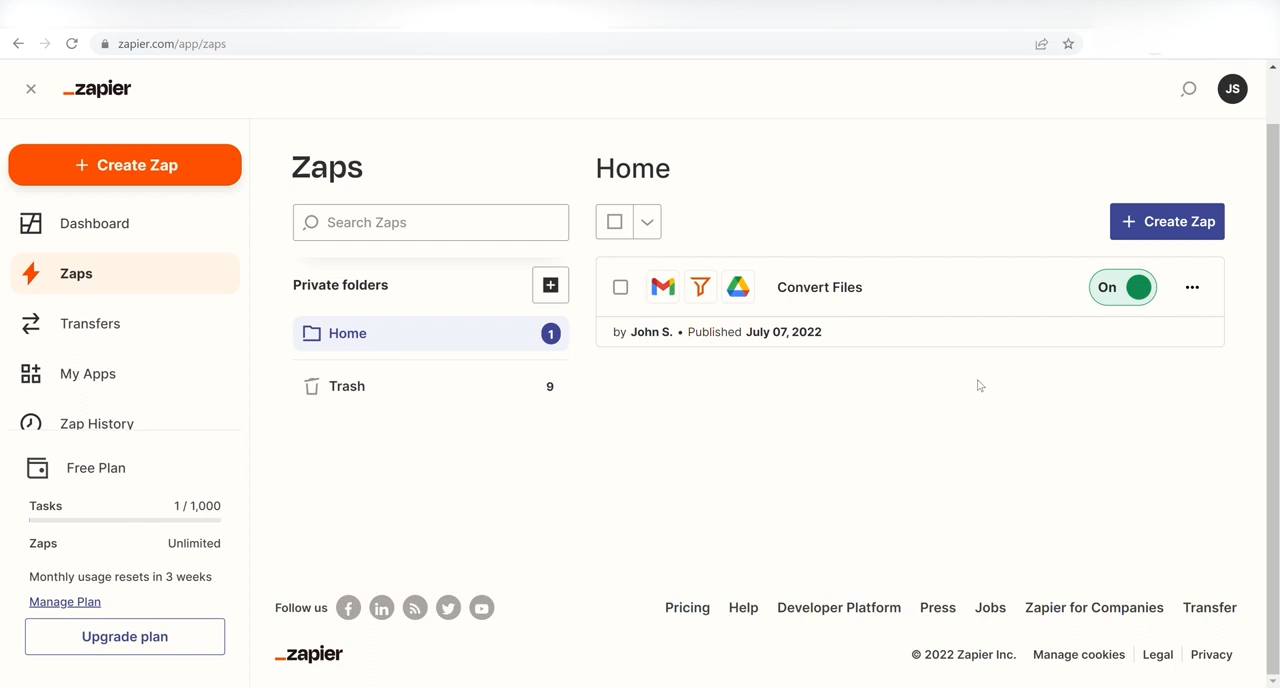 zapier.com/app/zaps
_zapier
JS
+ Create Zap
Dashboard
Zaps
Transfers
My Apps
Zap History
Free Plan
Tasks 1 / 1,000
Zaps Unlimited
Monthly usage resets in 3 weeks
Manage Plan
Upgrade plan
Zaps
Search Zaps
Private folders
Home 1
Trash 9
Home
+ Create Zap
Convert Files On
by John S. • Published July 07, 2022
Follow us
Pricing Help Developer Platform Press Jobs Zapier for Companies Transfer
_zapier
© 2022 Zapier Inc. Manage cookies Legal Privacy